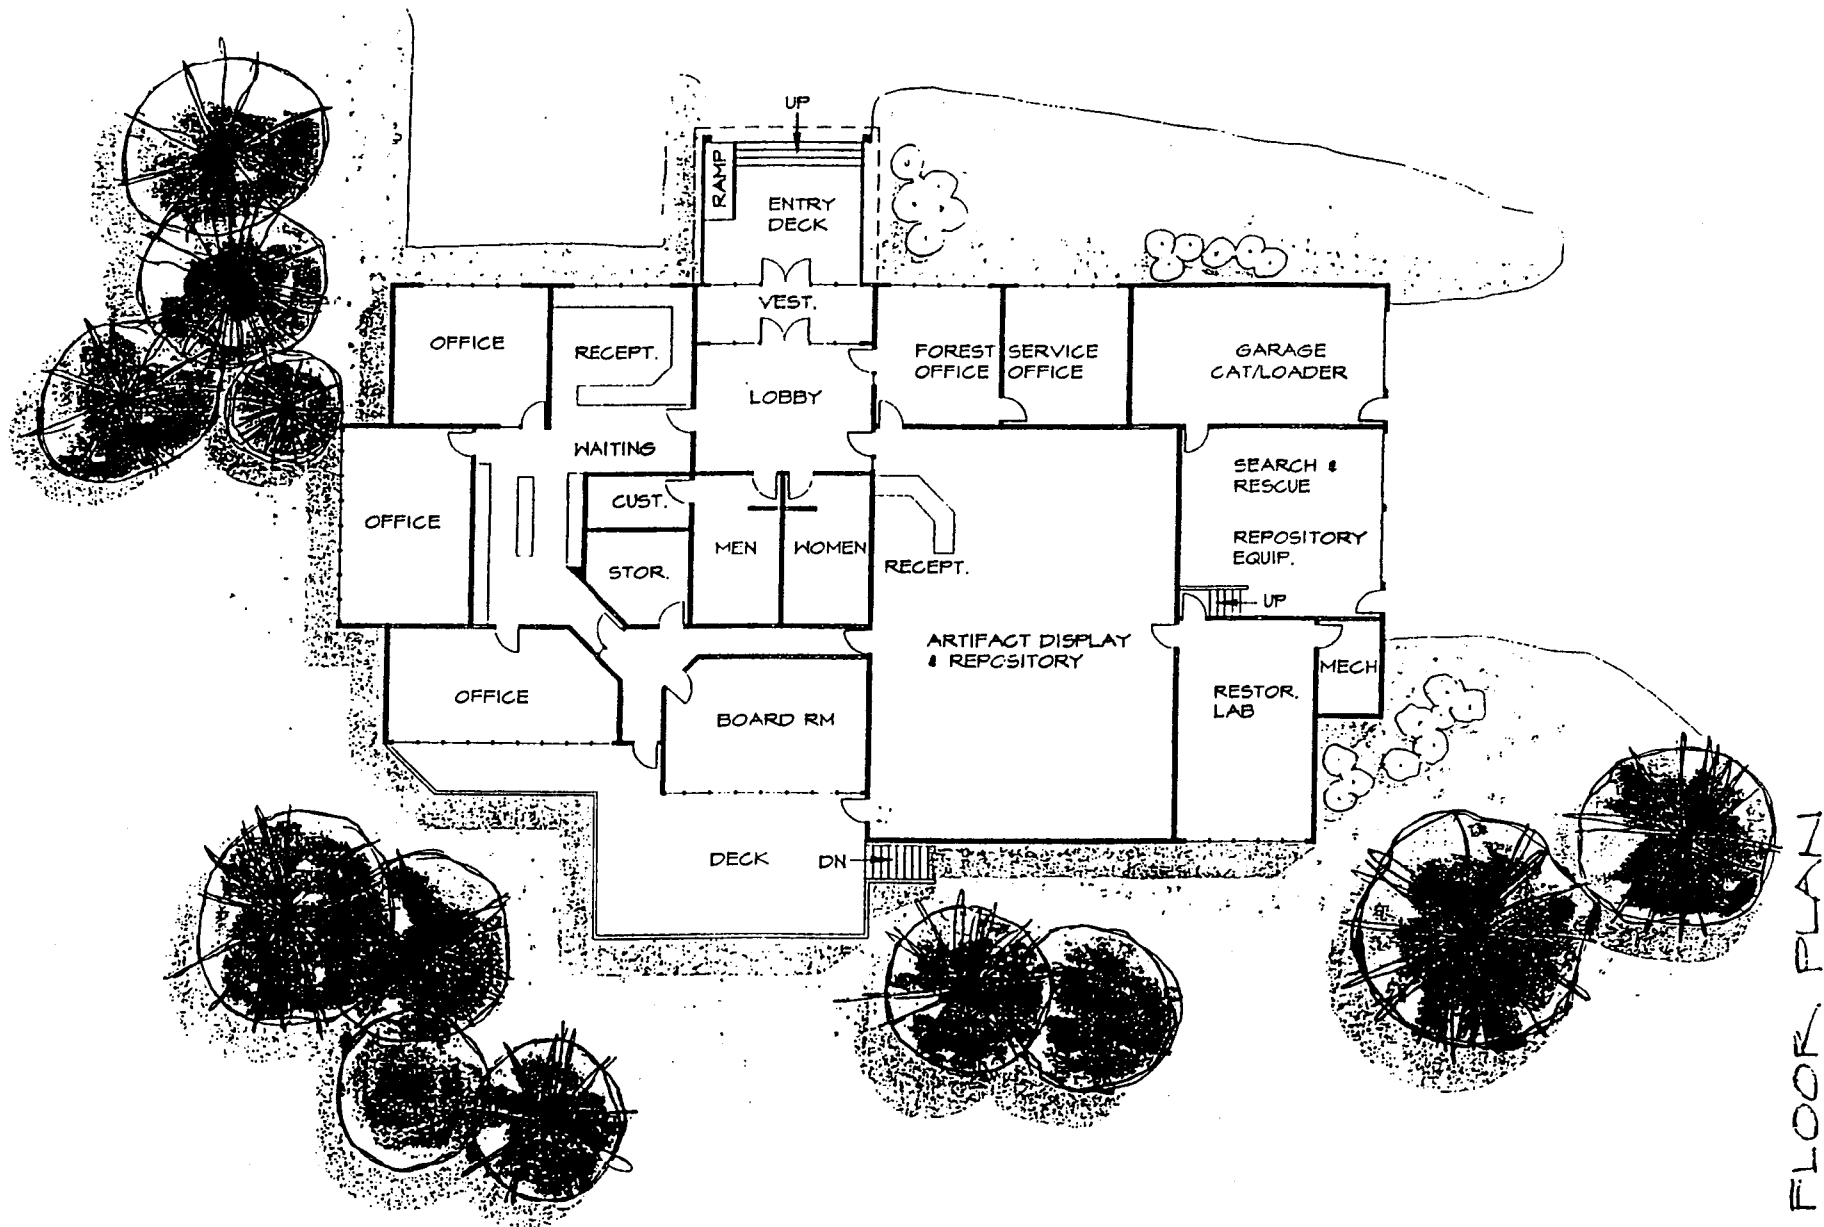 UP
RAMP
ENTRY
DECK
VEST.
OFFICE
RECEPT.
LOBBY
FOREST
OFFICE
SERVICE
OFFICE
GARAGE
CAT/LOADER
WAITING
OFFICE
CUST.
STOR.
MEN
WOMEN
RECEPT.
SEARCH &
RESCUE
REPOSITORY
EQUIP.
UP
ARTIFACT DISPLAY
& REPOSITORY
MECH
RESTOR.
LAB
OFFICE
BOARD RM
DECK
DN
FLOOR PLAN